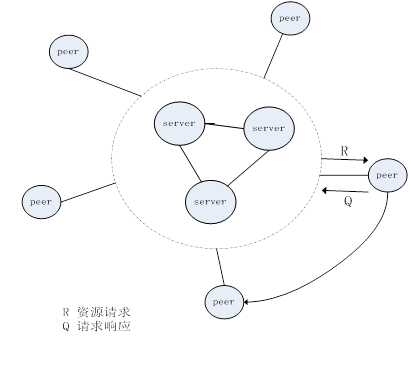 peer
peer
server
server
R
peer
peer
server
Q
peer
R 资源请求
Q 请求响应